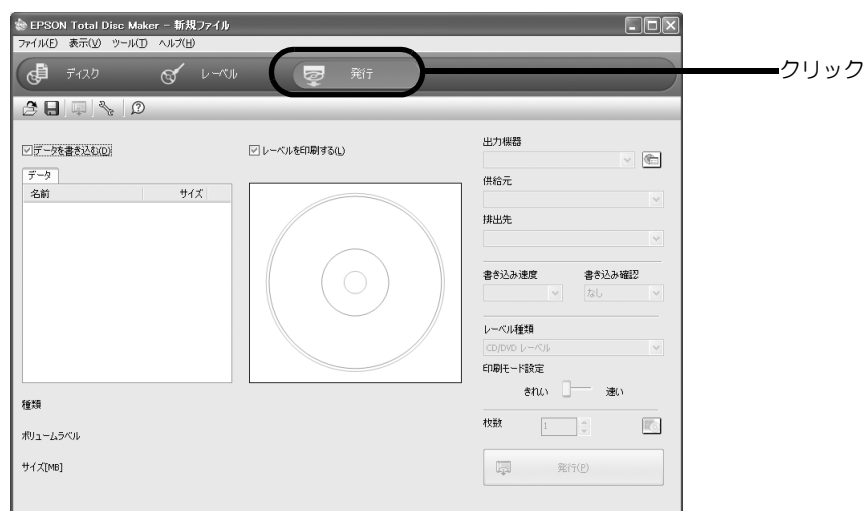 EPSON Total Disc Maker - 新規ファイル
ファイル(F) 表示(V) ツール(T) ヘルプ(H)
ディスク レーベル 発行
クリック
データを書き込む(D)
レーベルを印刷する(L)
データ
名前 サイズ
種類
ボリュームラベル
サイズ[MB]
出力機器
供給元
排出先
書き込み速度 書き込み確認
なし
レーベル種類
CD/DVD レーベル
印刷モード設定
きれい 速い
枚数 1
発行(P)